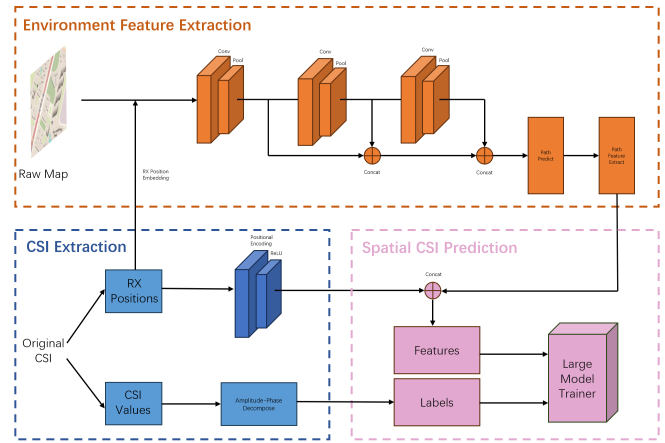 Environment Feature Extraction
Conv
Pool
Conv
Pool
Conv
Pool
Raw Map
RX Position
Embedding
Concat
Concat
Path
Predict
Path
Feature
Extract
CSI Extraction
Positional
Encoding
ReLU
RX
Positions
Original
CSI
CSI
Values
Amplitude-Phase
Decompose
Spatial CSI Prediction
Concat
Features
Labels
Large
Model
Trainer